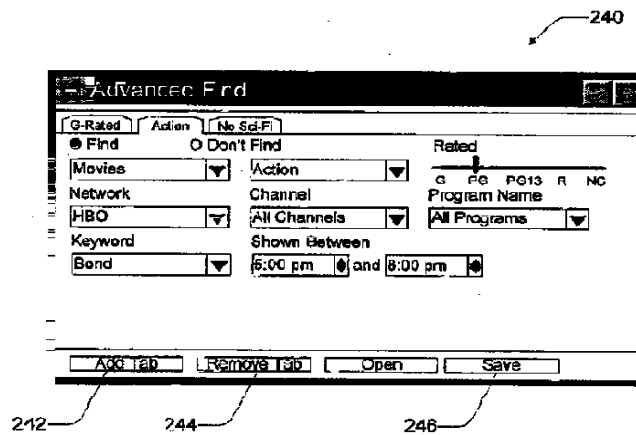 240
Advanced Find
G-Rated Action No Sci-Fi
Find Don't Find Rated
Movies Action
G PG PG13 R NC
Network Channel Program Name
HBO All Channels All Programs
Keyword Shown Between
Bond 6:00 pm and 8:00 pm
Add Tab Remove Tab Open Save
242 244 246